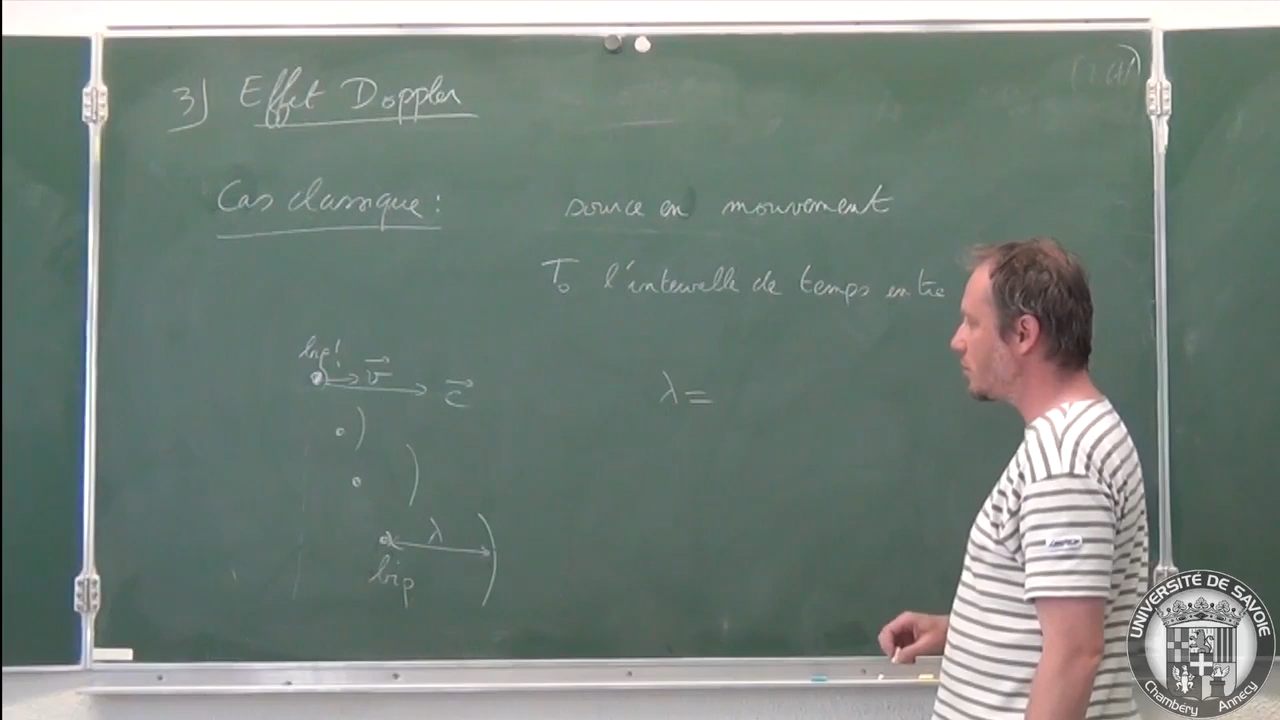 3) Effet Doppler
Cas classique : source en mouvement
T₀ l'intervalle de temps entre
bip!
v
c
λ =
λ
bip
UNIVERSITÉ DE SAVOIE
Chambéry Annecy